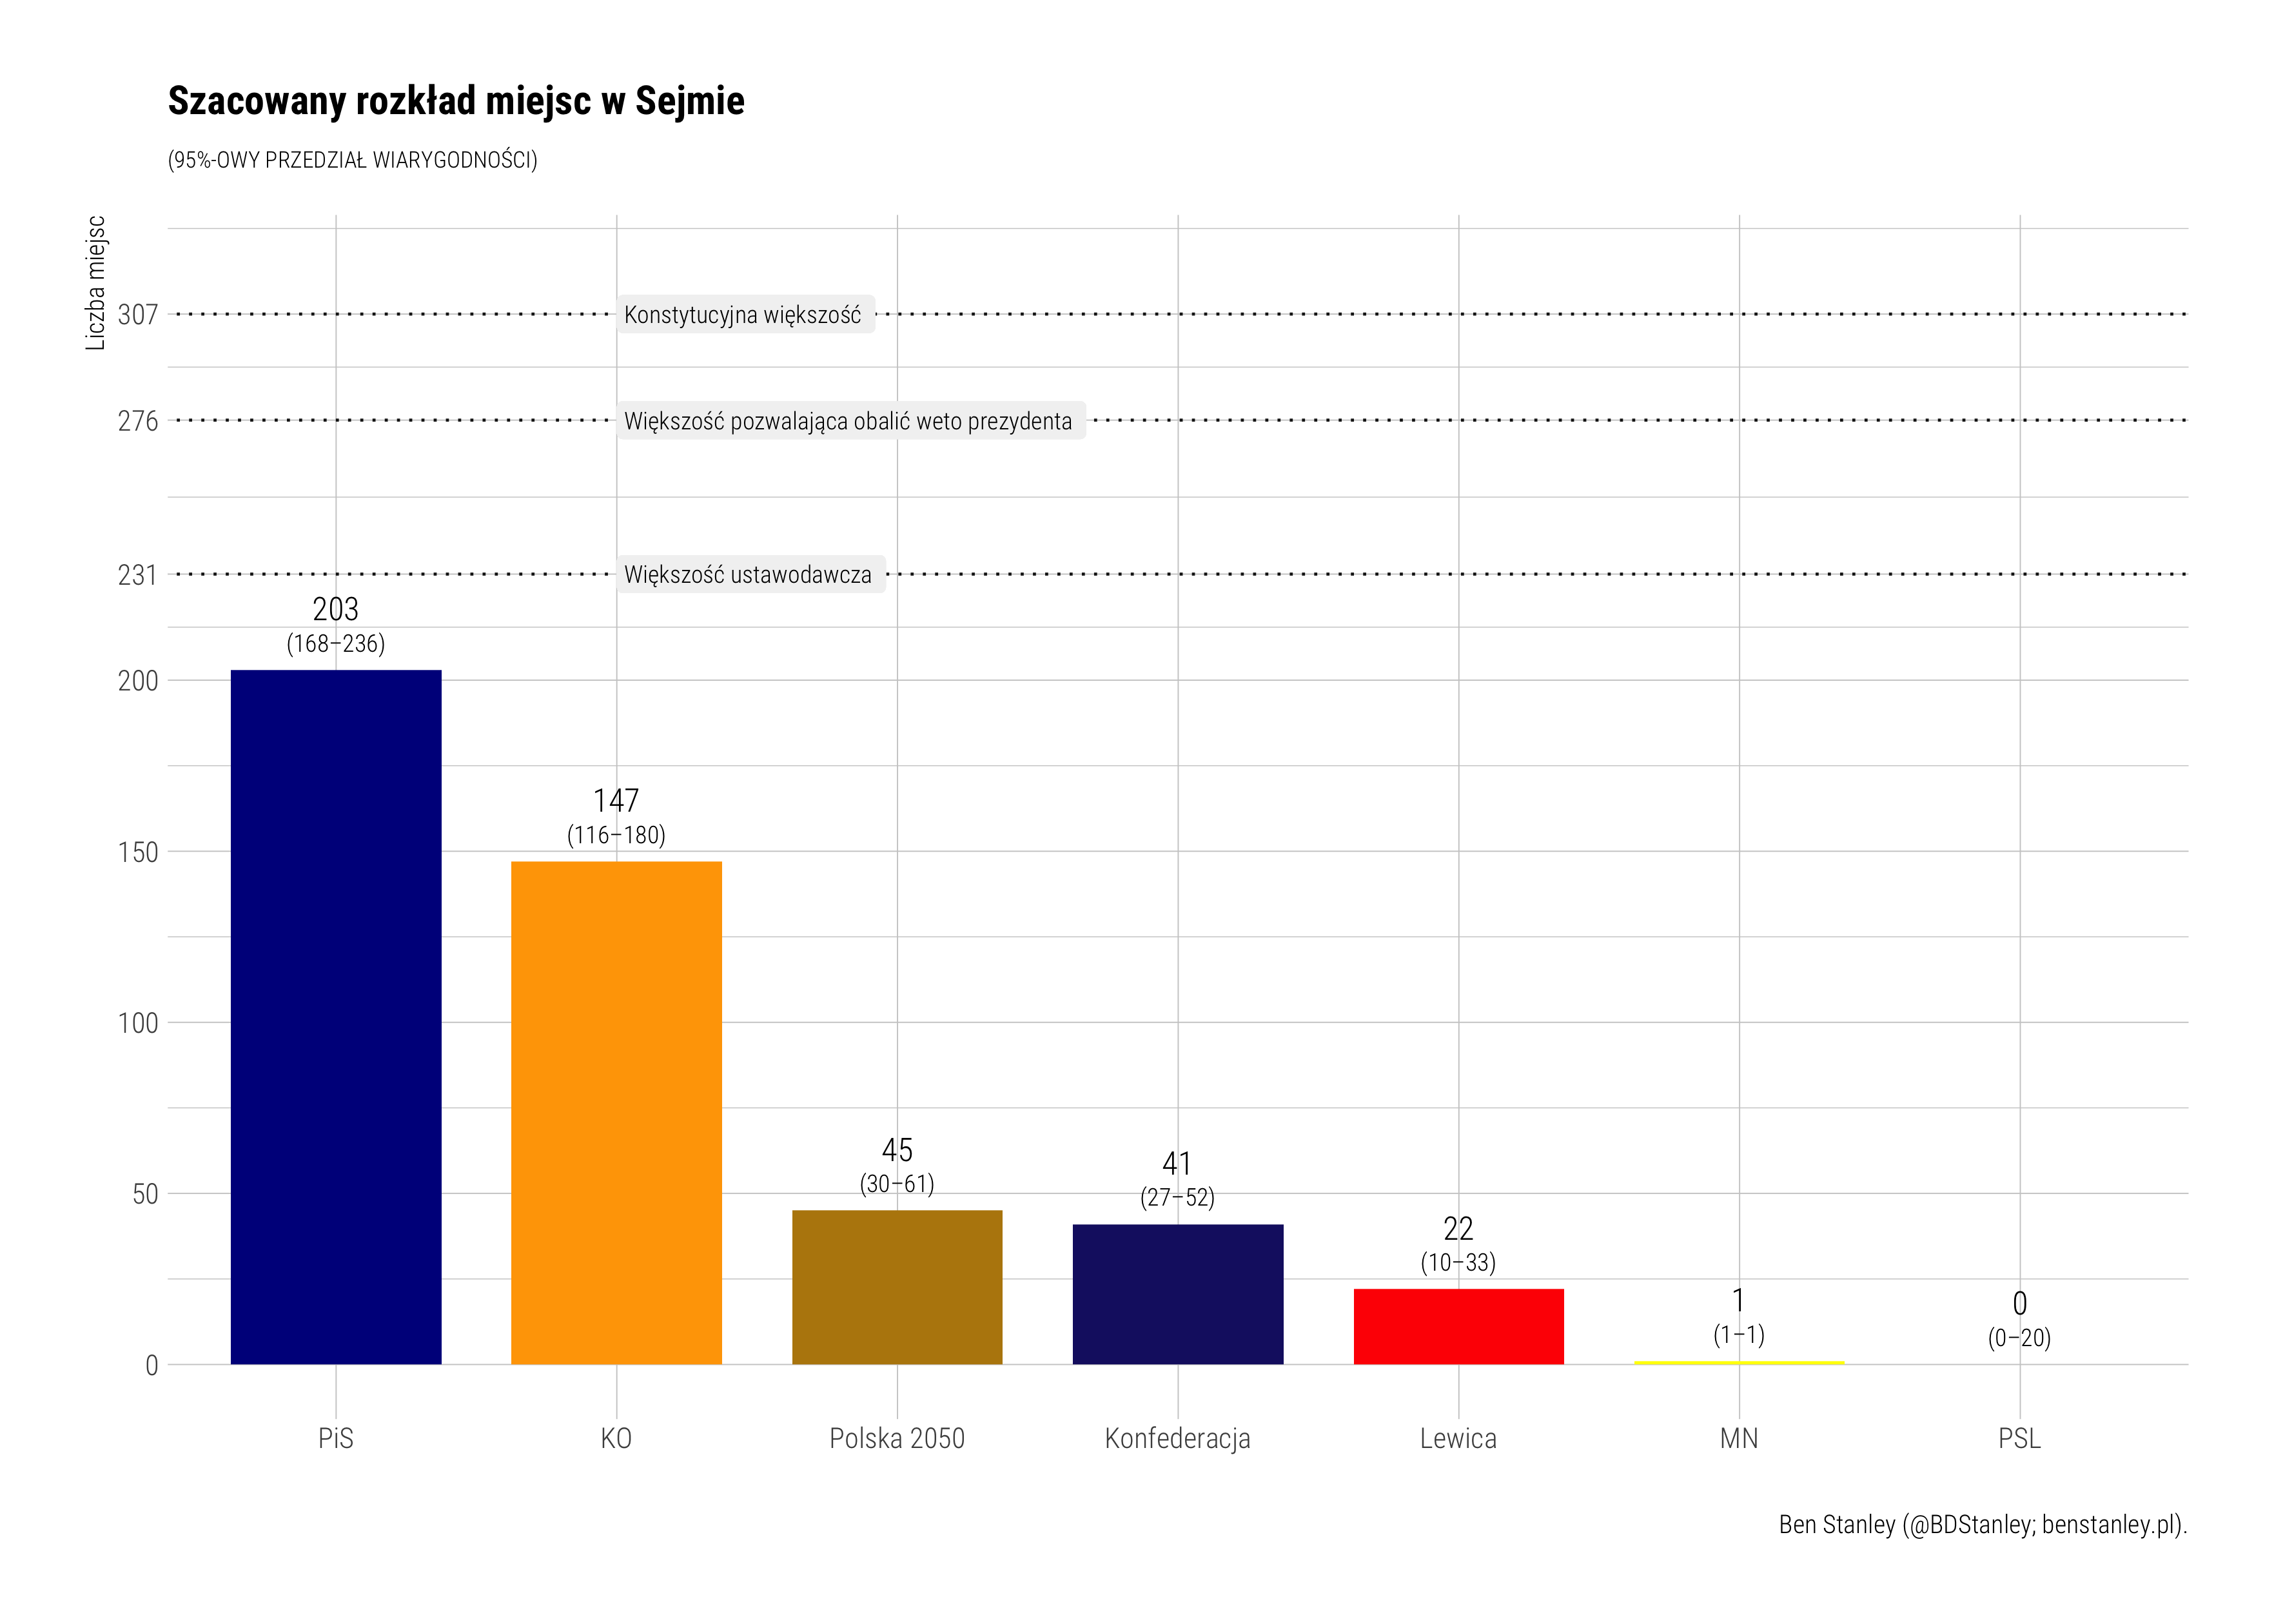 Szacowany rozkład miejsc w Sejmie
(95%-OWY PRZEDZIAŁ WIARYGODNOŚCI)
Liczba miejsc
307
Konstytucyjna większość
276
Większość pozwalająca obalić weto prezydenta
231
Większość ustawodawcza
203
(168–236)
200
147
(116–180)
150
100
45
(30–61)
41
(27–52)
50
22
(10–33)
1
(1–1)
0
(0–20)
0
PiS
KO
Polska 2050
Konfederacja
Lewica
MN
PSL
Ben Stanley (@BDStanley; benstanley.pl).